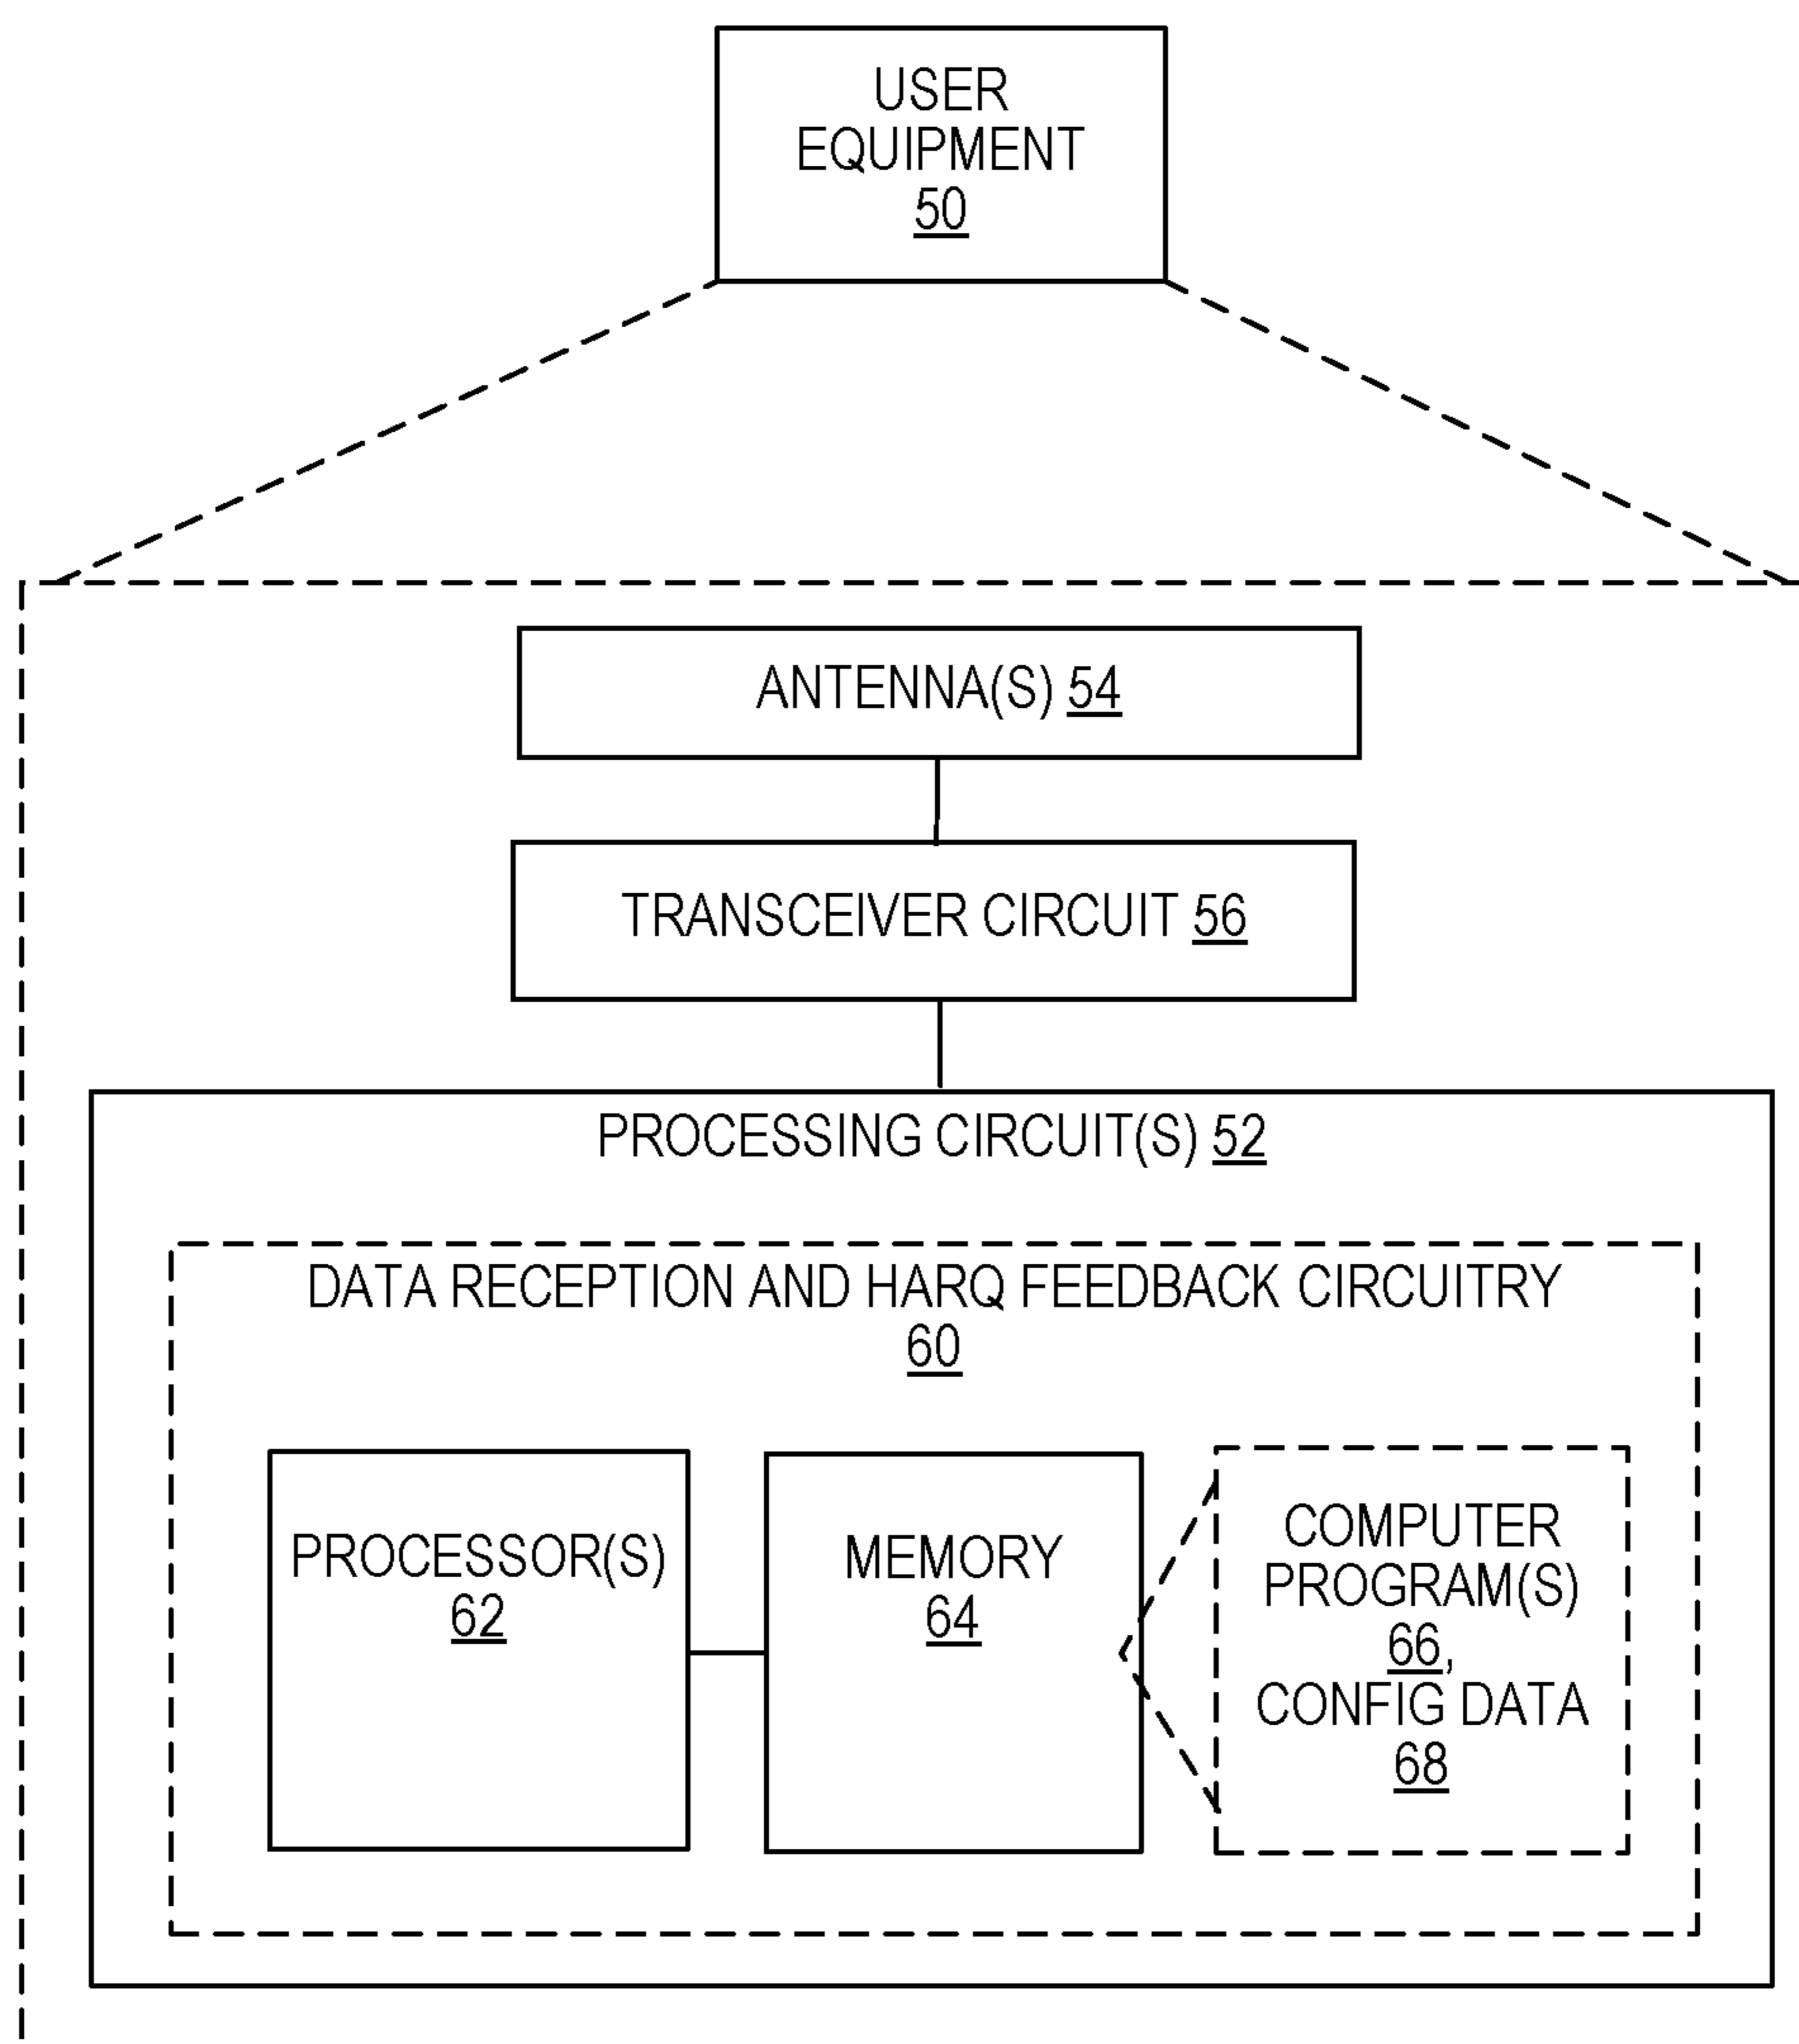 USER
EQUIPMENT
50
ANTENNA(S) 54
TRANSCEIVER CIRCUIT 56
PROCESSING CIRCUIT(S) 52
DATA RECEPTION AND HARQ FEEDBACK CIRCUITRY
60
PROCESSOR(S)
62
MEMORY
64
COMPUTER
PROGRAM(S)
66,
CONFIG DATA
68